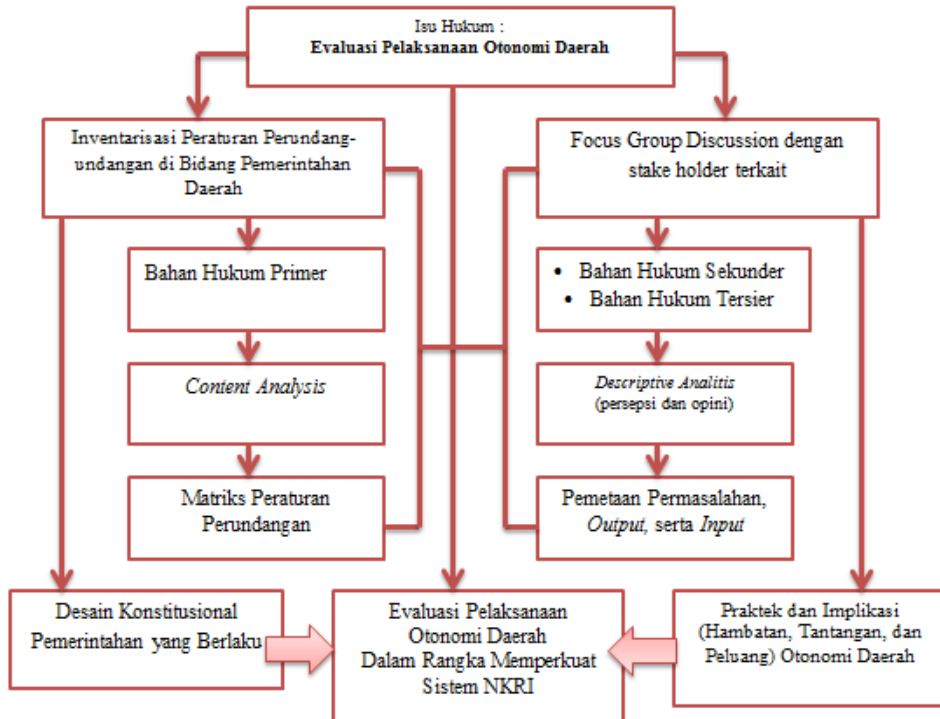 Isu Hukum :
Evaluasi Pelaksanaan Otonomi Daerah
Inventarisasi Peraturan Perundang-
undangan di Bidang Pemerintahan
Daerah
Focus Group Discussion dengan
stake holder terkait
Bahan Hukum Primer
• Bahan Hukum Sekunder
• Bahan Hukum Tersier
Content Analysis
Descriptive Analitis
(persepsi dan opini)
Matriks Peraturan
Perundangan
Pemetaan Permasalahan,
Output, serta Input
Desain Konstitusional
Pemerintahan yang Berlaku
Evaluasi Pelaksanaan
Otonomi Daerah
Dalam Rangka Memperkuat
Sistem NKRI
Praktek dan Implikasi
(Hambatan, Tantangan, dan
Peluang) Otonomi Daerah